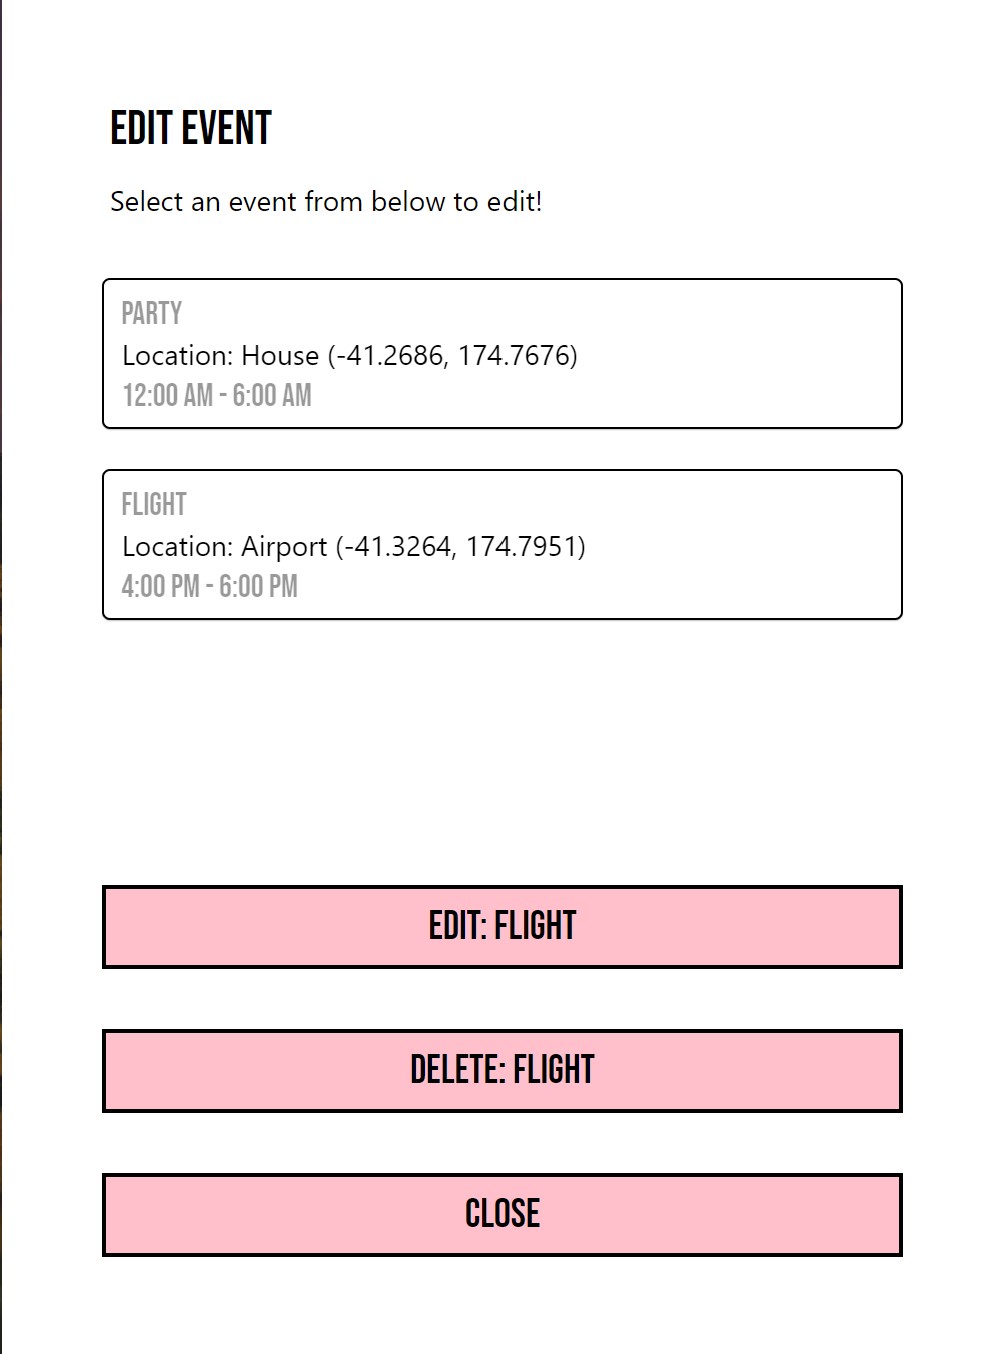 EDIT EVENT
Select an event from below to edit!
PARTY
Location: House (-41.2686, 174.7676)
12:00 AM - 6:00 AM
FLIGHT
Location: Airport (-41.3264, 174.7951)
4:00 PM - 6:00 PM
EDIT: FLIGHT
DELETE: FLIGHT
CLOSE